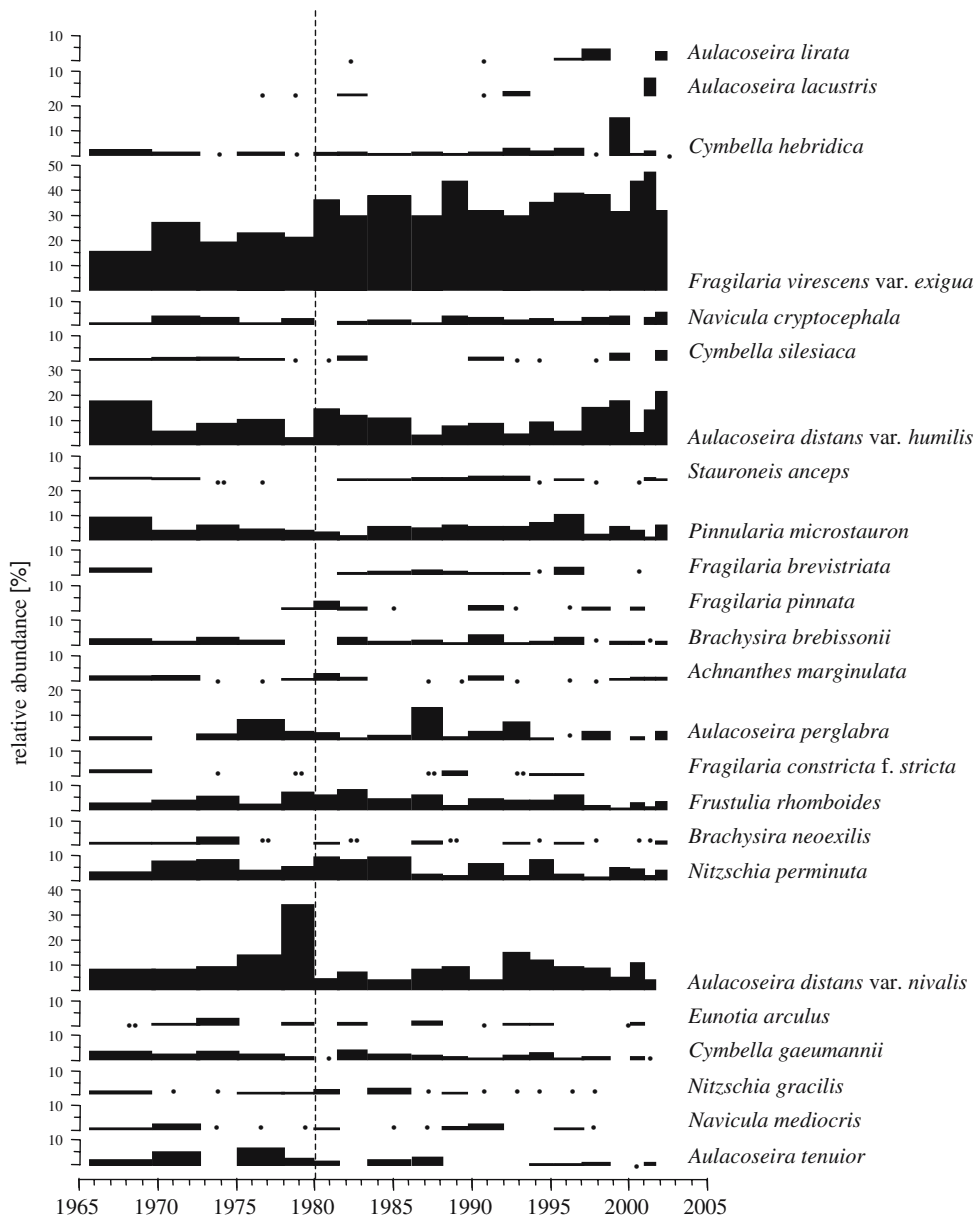 10
Aulacoseira lirata
10
Aulacoseira lacustris
20
10
Cymbella hebridica
50
40
30
20
10
Fragilaria virescens var. exigua
10
Navicula cryptocephala
10
Cymbella silesiaca
30
20
10
Aulacoseira distans var. humilis
10
Stauroneis anceps
20
10
Pinnularia microstauron
10
Fragilaria brevistriata
10
Fragilaria pinnata
10
Brachysira brebissonii
10
Achnanthes marginulata
20
10
Aulacoseira perglabra
10
Fragilaria constricta f. stricta
10
Frustulia rhomboides
10
Brachysira neoexilis
10
Nitzschia perminuta
40
30
20
10
Aulacoseira distans var. nivalis
10
Eunotia arculus
10
Cymbella gaeumannii
10
Nitzschia gracilis
10
Navicula mediocris
10
Aulacoseira tenuior
relative abundance [%]
1965 1970 1975 1980 1985 1990 1995 2000 2005